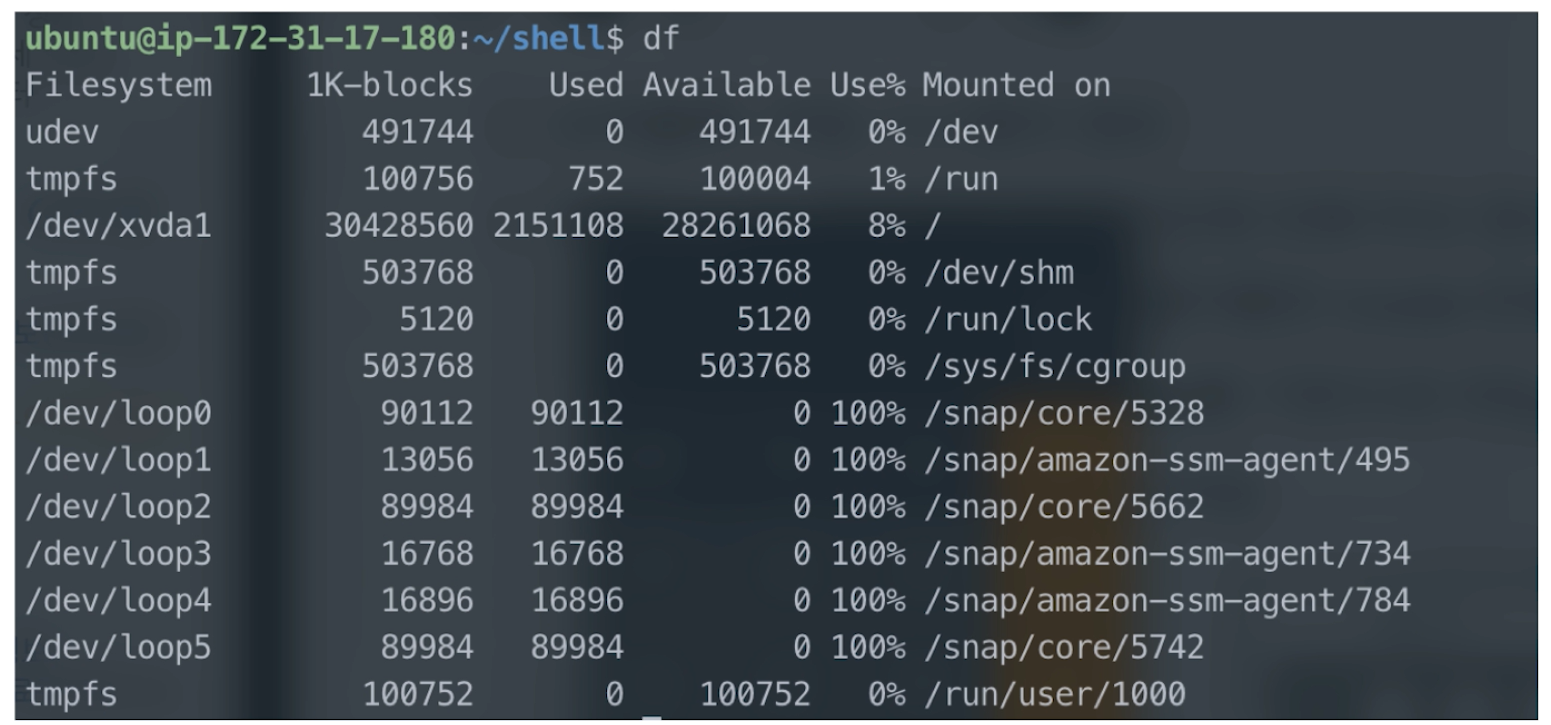 ubuntu@ip-172-31-17-180:~/shell$ df
Filesystem     1K-blocks    Used Available Use% Mounted on
udev              491744       0    491744   0% /dev
tmpfs             100756     752    100004   1% /run
/dev/xvda1      30428560 2151108  28261068   8% /
tmpfs             503768       0    503768   0% /dev/shm
tmpfs               5120       0      5120   0% /run/lock
tmpfs             503768       0    503768   0% /sys/fs/cgroup
/dev/loop0         90112   90112         0 100% /snap/core/5328
/dev/loop1         13056   13056         0 100% /snap/amazon-ssm-agent/495
/dev/loop2         89984   89984         0 100% /snap/core/5662
/dev/loop3         16768   16768         0 100% /snap/amazon-ssm-agent/734
/dev/loop4         16896   16896         0 100% /snap/amazon-ssm-agent/784
/dev/loop5         89984   89984         0 100% /snap/core/5742
tmpfs             100752       0    100752   0% /run/user/1000